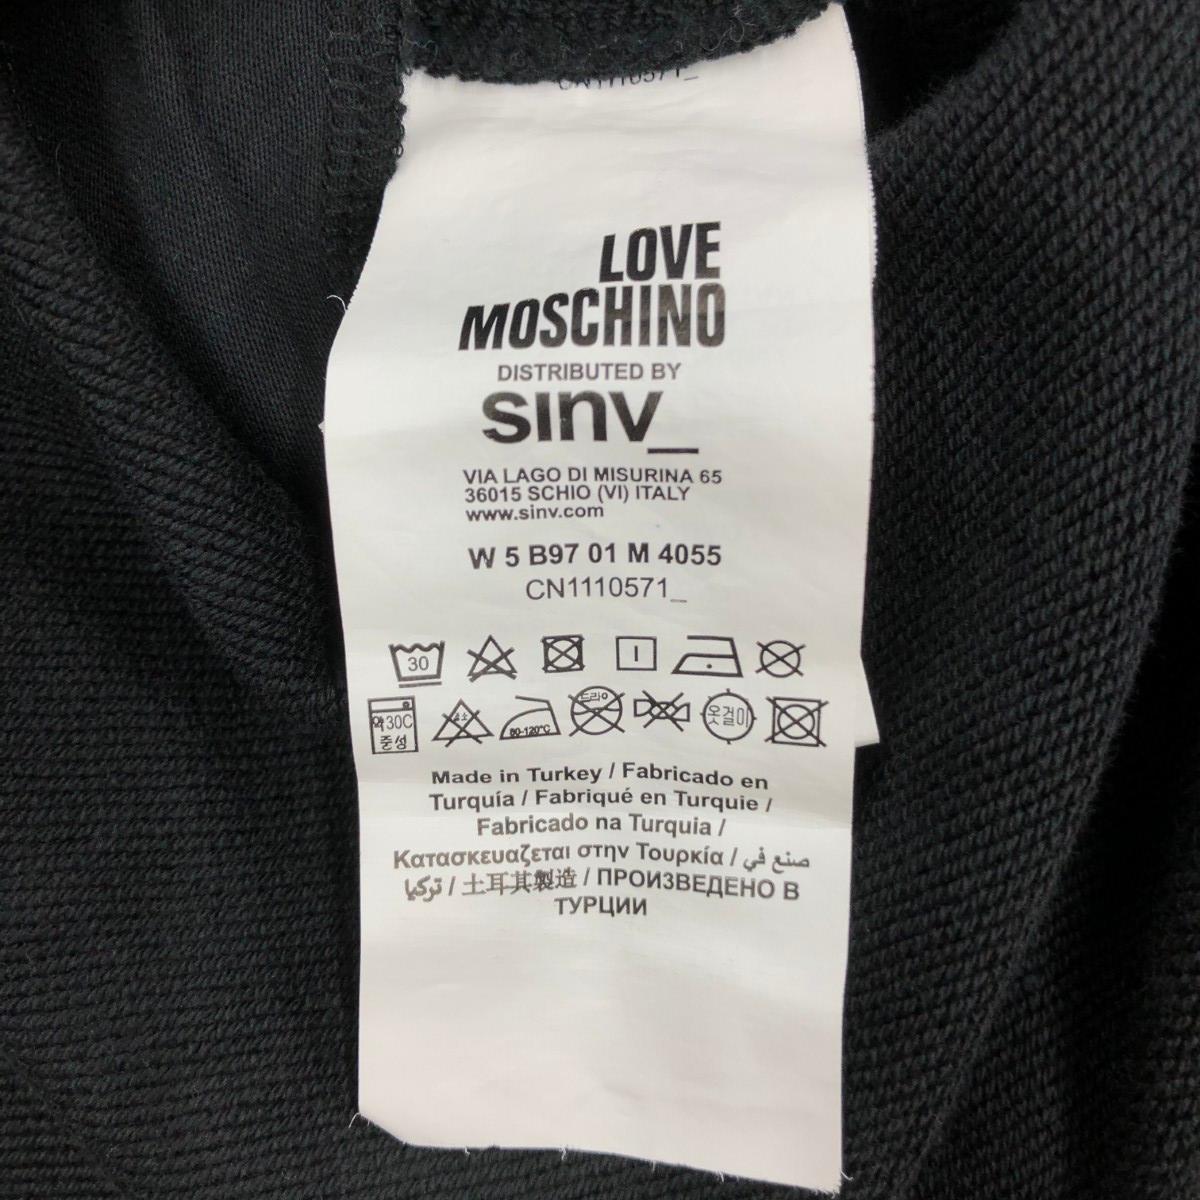 CN1110571_
LOVE
MOSCHINO
DISTRIBUTED BY
sinv_
VIA LAGO DI MISURINA 65
36015 SCHIO (VI) ITALY
www.sinv.com
W 5 B97 01 M 4055
CN1110571_
30
약30C
중성
염소
80-120°C
드라이
옷걸이
Made in Turkey / Fabricado en
Turquía / Fabriqué en Turquie /
Fabricado na Turquia /
Κατασκευαζεται στην Τουρκία / صنع في
تركيا / 土耳其製造 / ПРОИЗВЕДЕНО В
ТУРЦИИ